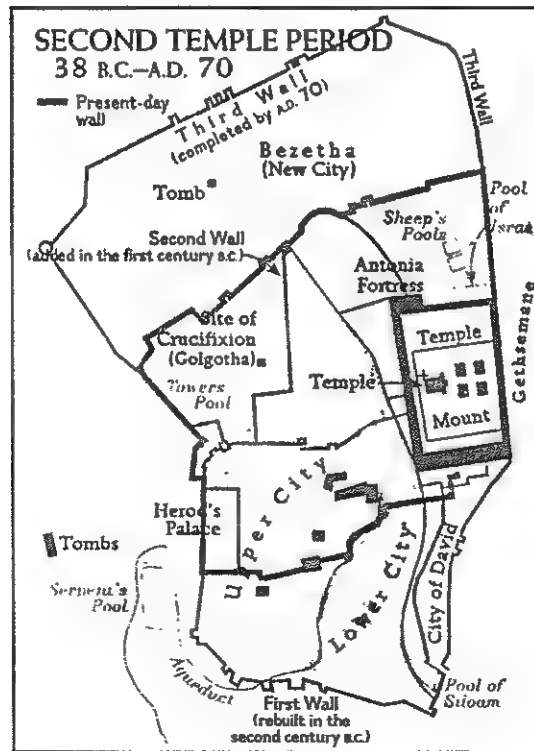 SECOND TEMPLE PERIOD
38 B.C.–A.D. 70
Present-day
wall
Third Wall
(completed by A.D. 70)
Third Wall
Bezetha
(New City)
Tomb
Pool
of
Israel
Sheep's
Pools
Second Wall
(added in the first century B.C.)
Antonia
Fortress
Site of
Crucifixion
(Golgotha)
Towers
Pool
Temple
Temple
Mount
Gethsemane
Upper City
Herod's
Palace
Tombs
Serpent's
Pool
Lower City
City of David
Aqueduct
Pool of
Siloam
First Wall
(rebuilt in the
second century B.C.)